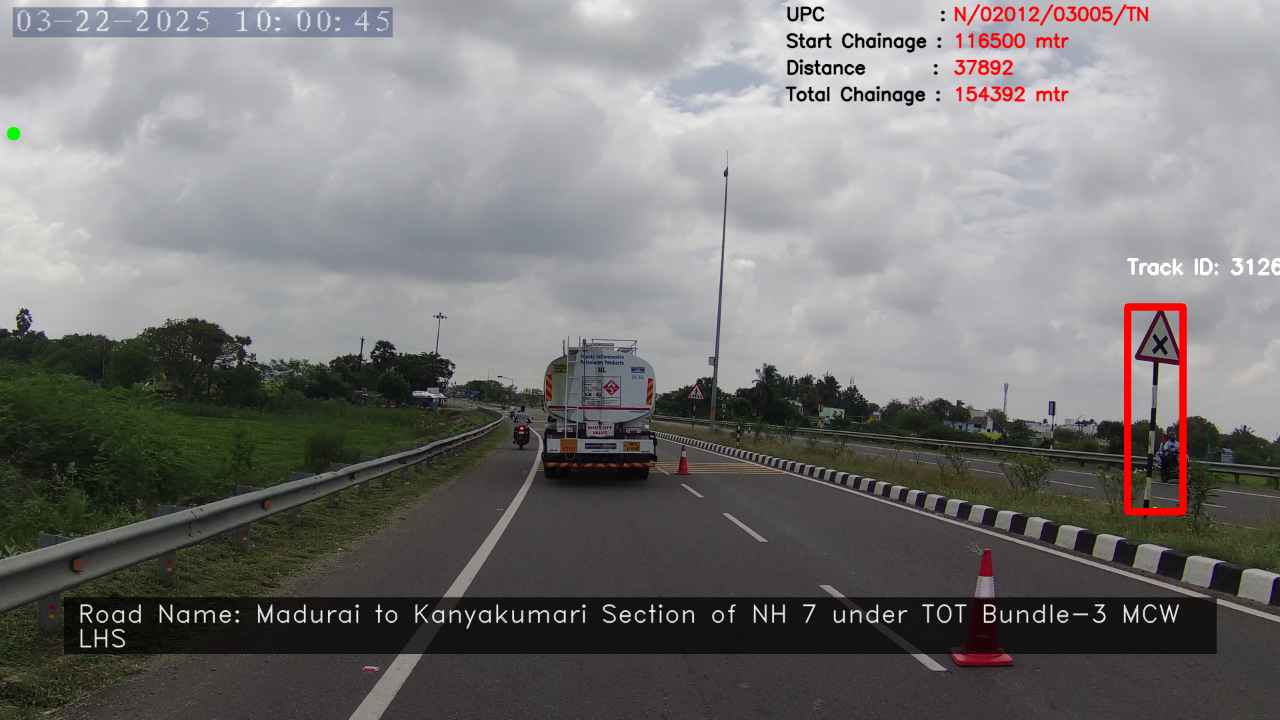 03-22-2025 10:00:45
UPC : N/02012/03005/TN
Start Chainage : 116500 mtr
Distance : 37892
Total Chainage : 154392 mtr
Track ID: 3126
Road Name: Madurai to Kanyakumari Section of NH 7 under TOT Bundle-3 MCW
LHS